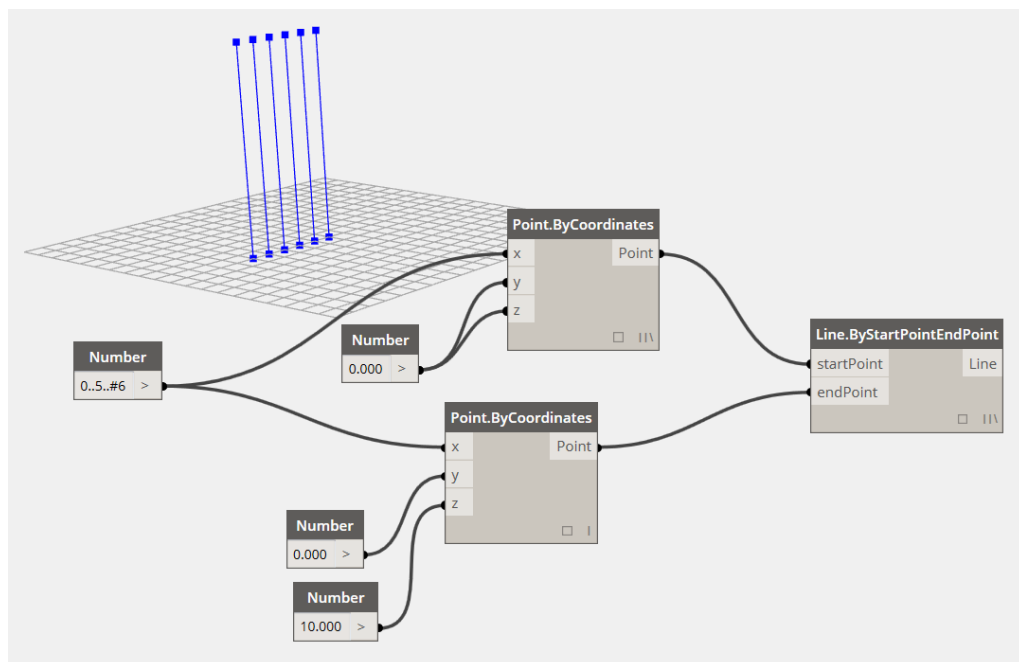 Point.ByCoordinates
x
Point
y
z
Number
0.000 >
Number
0..5..#6 >
Line.ByStartPointEndPoint
startPoint
Line
endPoint
Point.ByCoordinates
x
Point
y
z
Number
0.000 >
Number
10.000 >